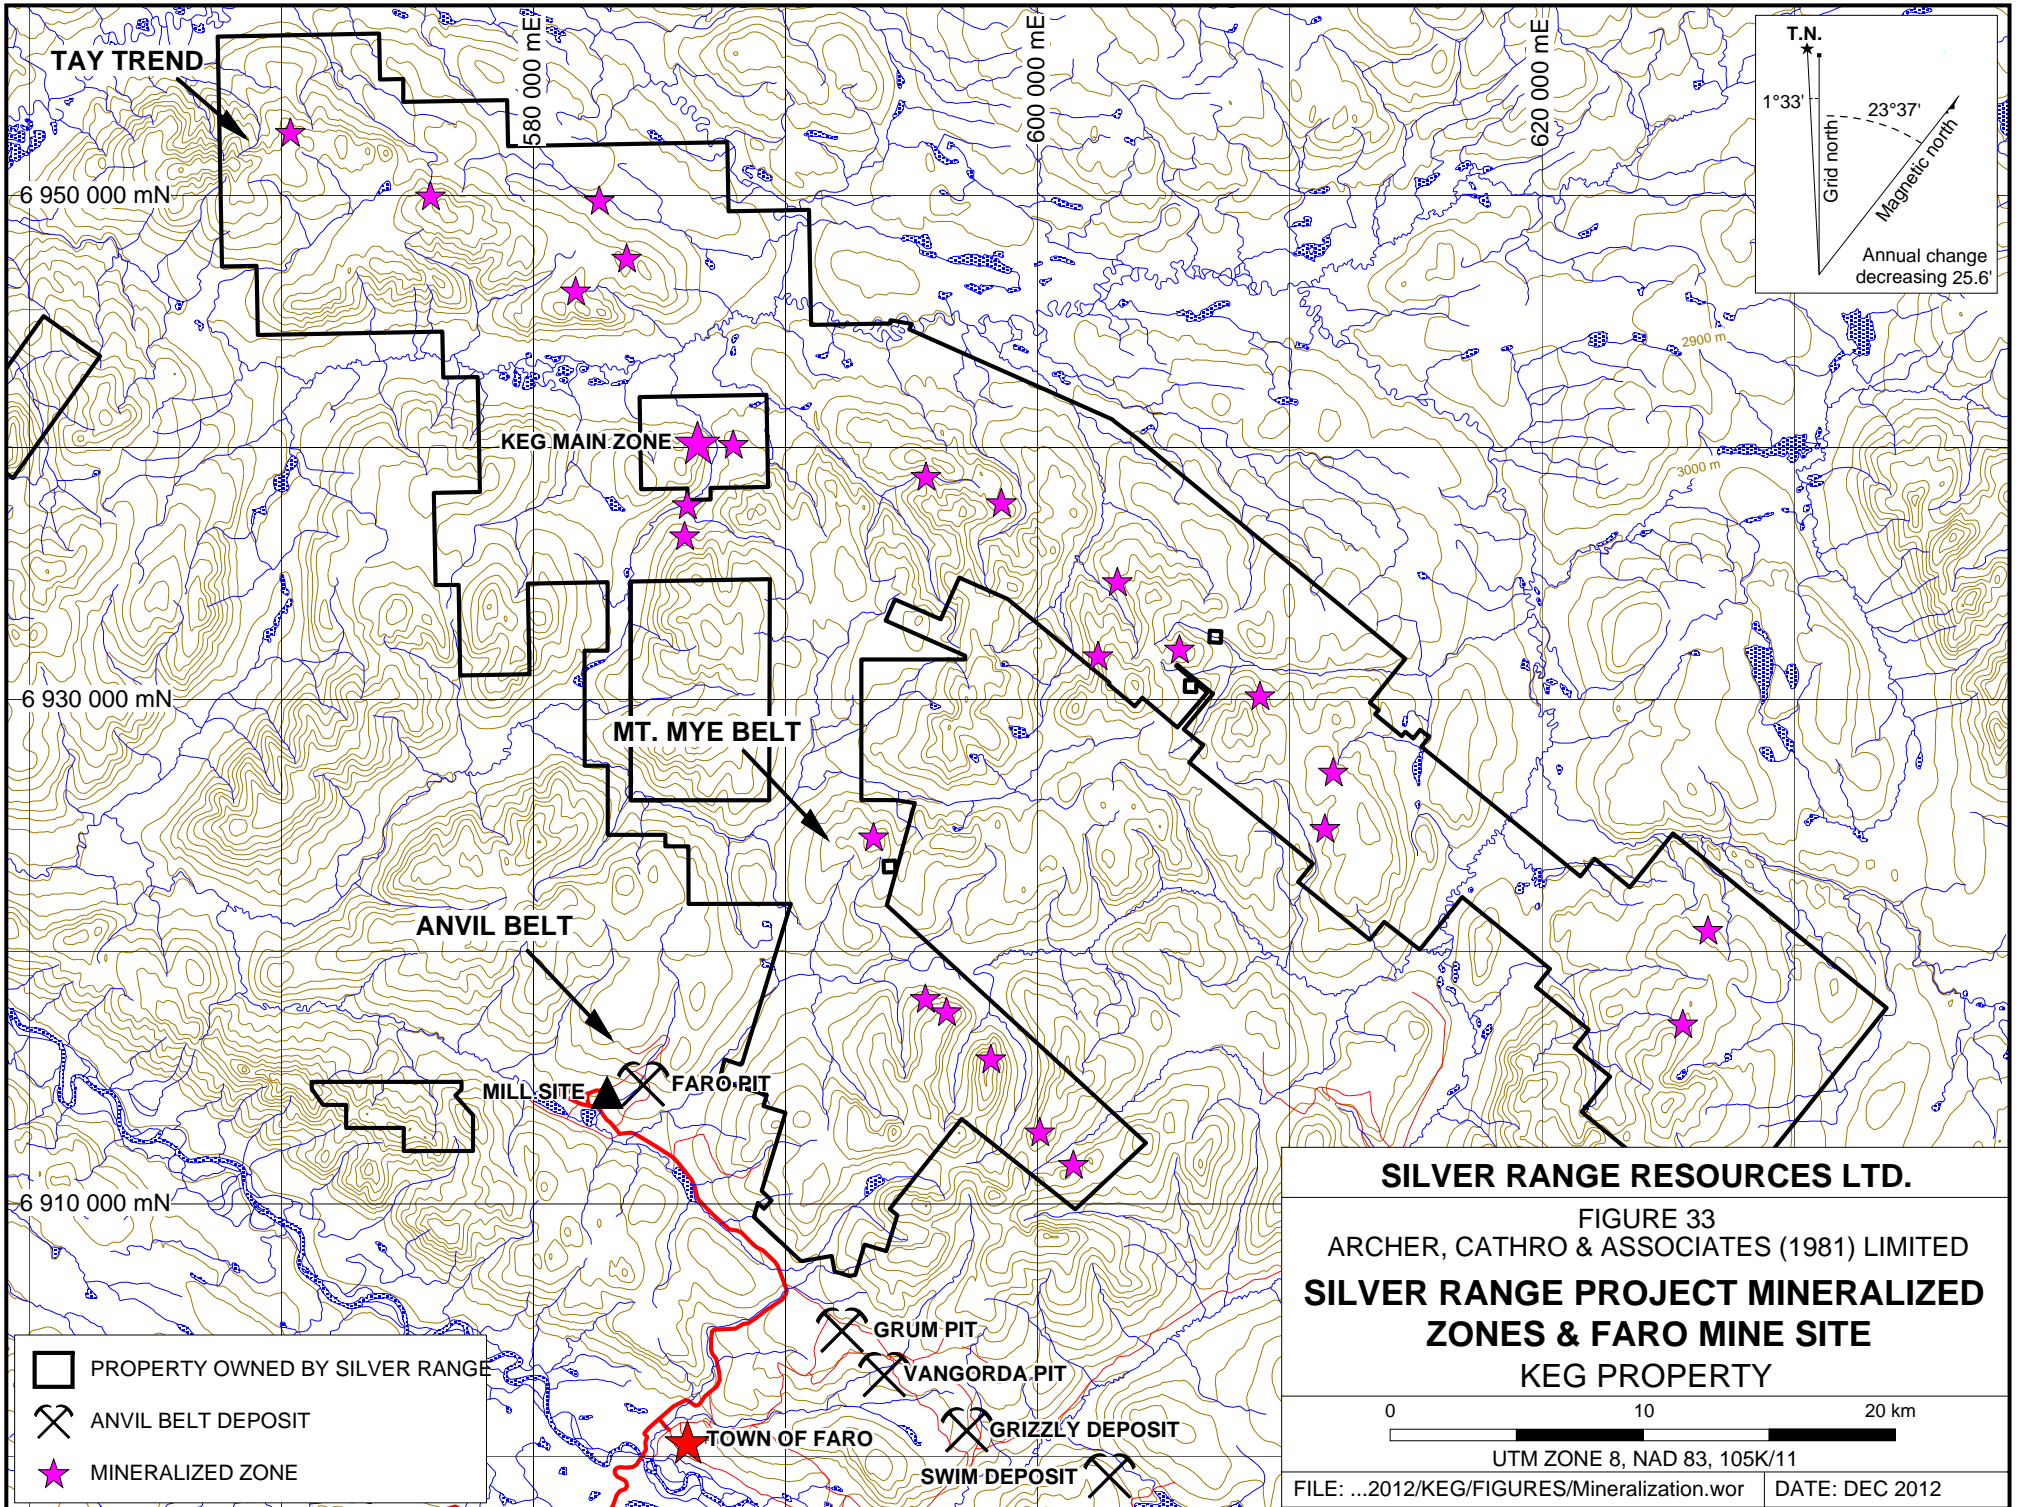 TAY TREND
580 000 mE
600 000 mE
620 000 mE
T.N.
1°33'
23°37'
Grid north
Magnetic north
Annual change
decreasing 25.6'
6 950 000 mN
2900 m
KEG MAIN ZONE
3000 m
6 930 000 mN
MT. MYE BELT
ANVIL BELT
MILL SITE
FARO PIT
6 910 000 mN
GRUM PIT
VANGORDA PIT
GRIZZLY DEPOSIT
TOWN OF FARO
SWIM DEPOSIT
PROPERTY OWNED BY SILVER RANGE
ANVIL BELT DEPOSIT
MINERALIZED ZONE
SILVER RANGE RESOURCES LTD.
FIGURE 33
ARCHER, CATHRO & ASSOCIATES (1981) LIMITED
SILVER RANGE PROJECT MINERALIZED
ZONES & FARO MINE SITE
KEG PROPERTY
0 10 20 km
UTM ZONE 8, NAD 83, 105K/11
FILE: ...2012/KEG/FIGURES/Mineralization.wor
DATE: DEC 2012